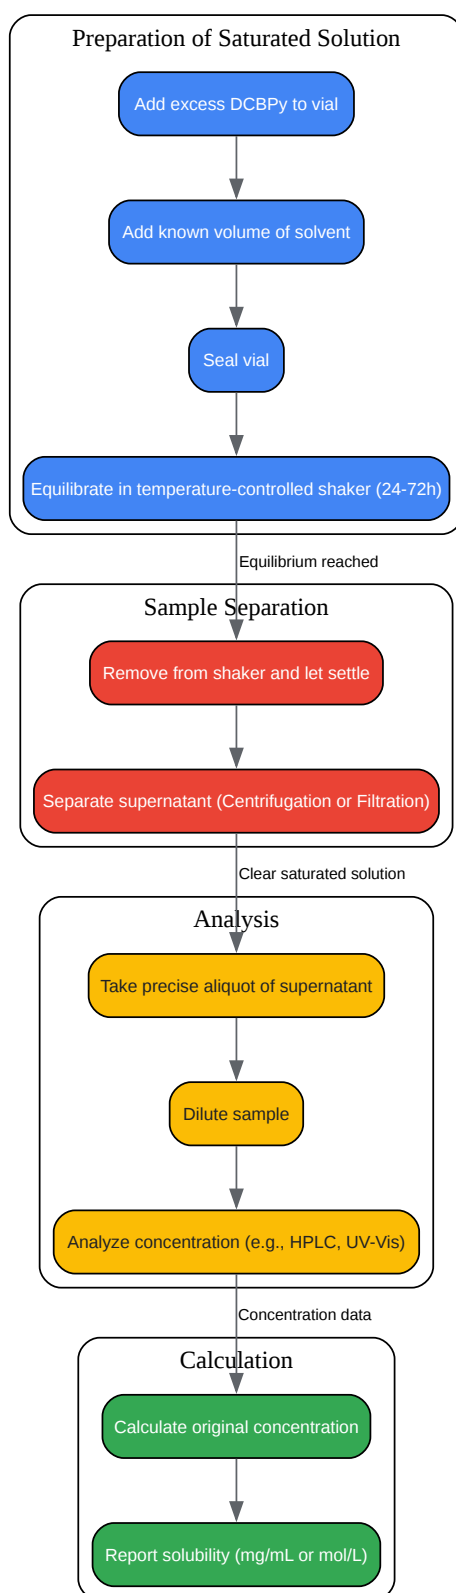 Preparation of Saturated Solution
Add excess DCBPy to vial
Add known volume of solvent
Seal vial
Equilibrate in temperature-controlled shaker (24-72h)
Equilibrium reached
Sample Separation
Remove from shaker and let settle
Separate supernatant (Centrifugation or Filtration)
Clear saturated solution
Analysis
Take precise aliquot of supernatant
Dilute sample
Analyze concentration (e.g., HPLC, UV-Vis)
Concentration data
Calculation
Calculate original concentration
Report solubility (mg/mL or mol/L)